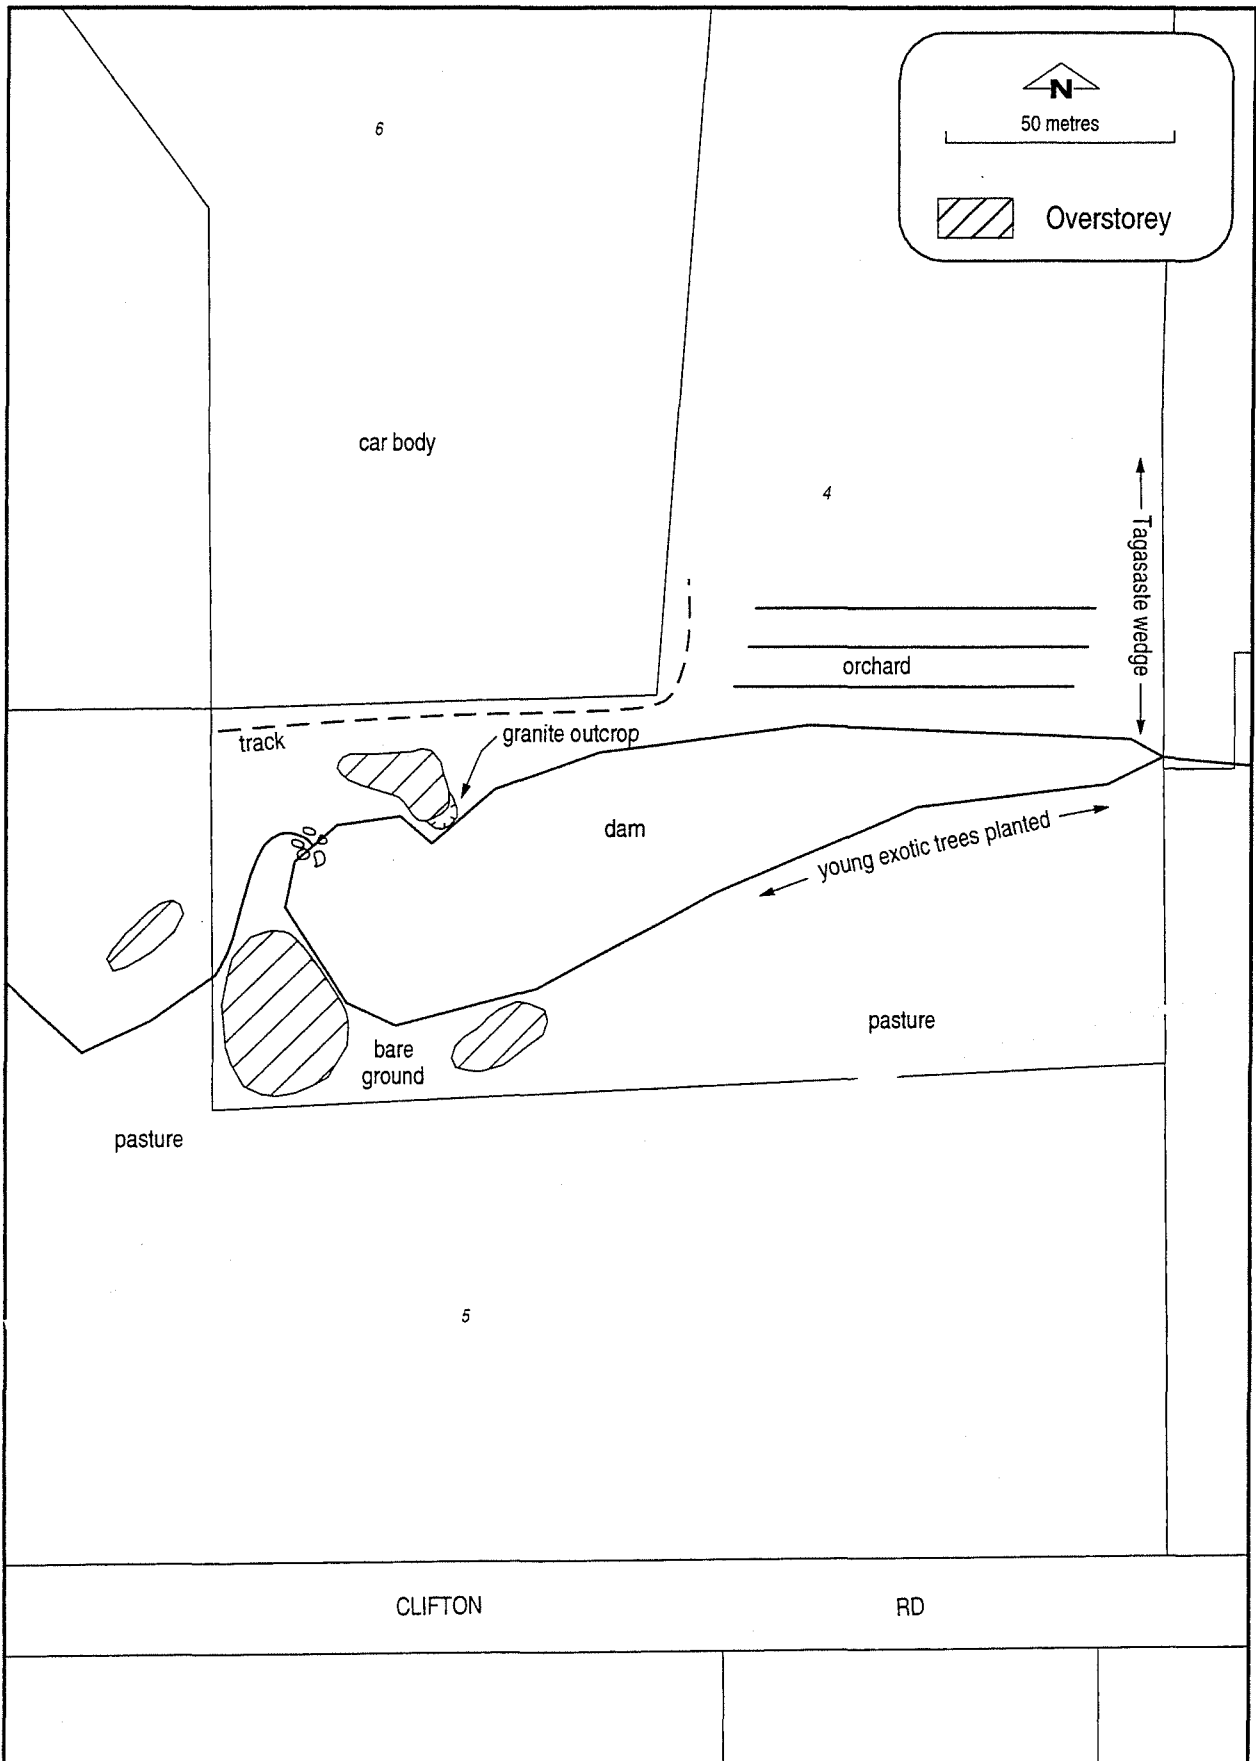 N
50 metres
Overstorey
6
car body
4
Tagasaste wedge
orchard
track
granite outcrop
dam
young exotic trees planted
pasture
bare
ground
pasture
5
CLIFTON RD